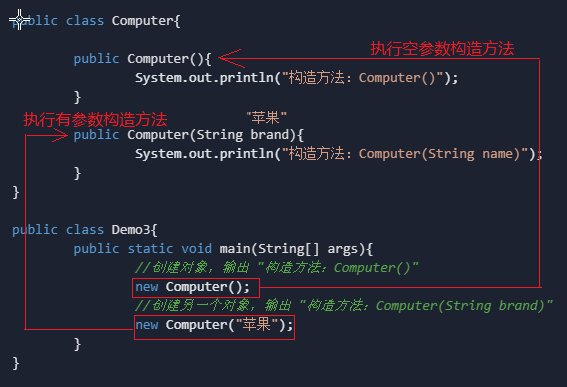 public class Computer{
执行空参数构造方法
public Computer(){
System.out.println("构造方法：Computer()");
}
执行有参数构造方法
"苹果"
public Computer(String brand){
System.out.println("构造方法：Computer(String name)");
}
}
public class Demo3{
public static void main(String[] args){
//创建对象，输出 "构造方法：Computer()"
new Computer();
//创建另一个对象，输出 "构造方法：Computer(String brand)"
new Computer("苹果");
}
}